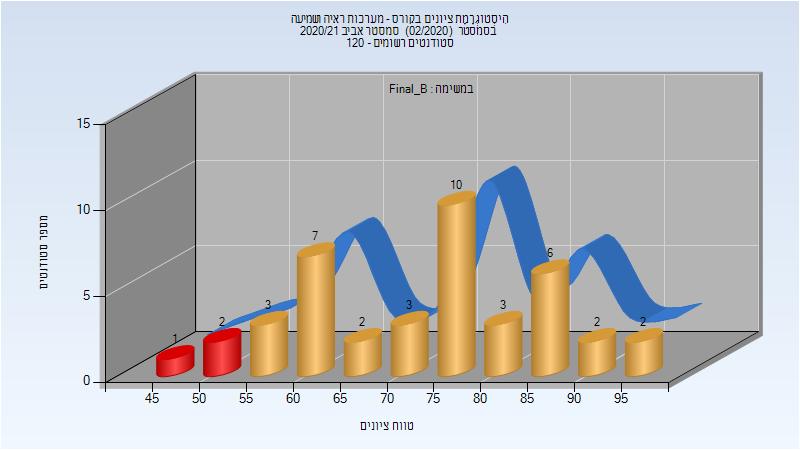 היסטוגרמת ציונים בקורס - מערכות ראיה ושמיעה
בסמסטר (02/2020) סמסטר אביב 2020/21
סטודנטים רשומים - 120
במשימה : Final_B
15
10
5
0
מספר סטודנטים
1
2
3
7
2
3
10
3
6
2
2
45 50 55 60 65 70 75 80 85 90 95
טווח ציונים